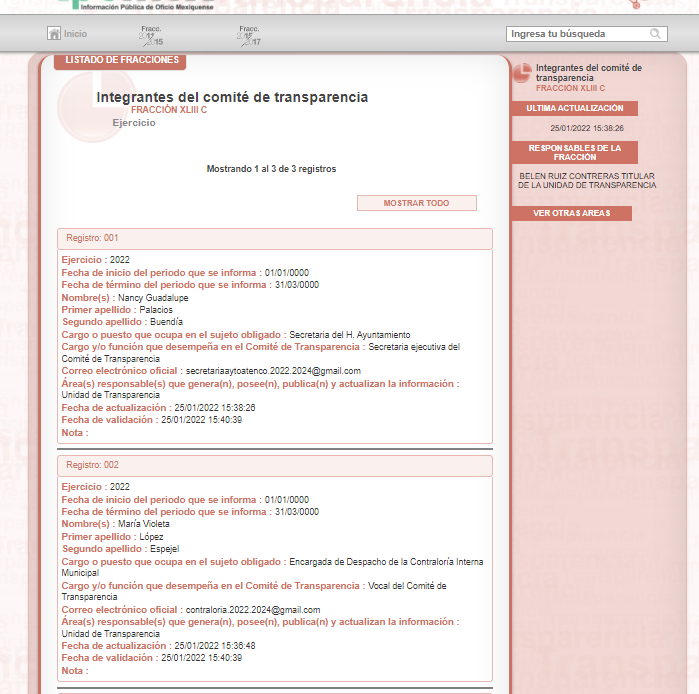 Información Pública de Oficio Mexiquense
Inicio
Fracc.
15
Fracc.
17
Ingresa tu búsqueda
LISTADO DE FRACCIONES
Integrantes del comité de transparencia
FRACCIÓN XLIII C
Ejercicio
Mostrando 1 al 3 de 3 registros
MOSTRAR TODO
Registro: 001
Ejercicio : 2022
Fecha de inicio del periodo que se informa : 01/01/0000
Fecha de término del periodo que se informa : 31/03/0000
Nombre(s) : Nancy Guadalupe
Primer apellido : Palacios
Segundo apellido : Buendía
Cargo o puesto que ocupa en el sujeto obligado : Secretaria del H. Ayuntamiento
Cargo y/o función que desempeña en el Comité de Transparencia : Secretaria ejecutiva del
Comité de Transparencia
Correo electrónico oficial : secretariaaytoatenco.2022.2024@gmail.com
Área(s) responsable(s) que genera(n), posee(n), publica(n) y actualizan la información :
Unidad de Transparencia
Fecha de actualización : 25/01/2022 15:38:26
Fecha de validación : 25/01/2022 15:40:39
Nota :
Registro: 002
Ejercicio : 2022
Fecha de inicio del periodo que se informa : 01/01/0000
Fecha de término del periodo que se informa : 31/03/0000
Nombre(s) : María Violeta
Primer apellido : López
Segundo apellido : Espejel
Cargo o puesto que ocupa en el sujeto obligado : Encargada de Despacho de la Contraloría Interna
Municipal
Cargo y/o función que desempeña en el Comité de Transparencia : Vocal del Comité de
Transparencia
Correo electrónico oficial : contraloria.2022.2024@gmail.com
Área(s) responsable(s) que genera(n), posee(n), publica(n) y actualizan la información :
Unidad de Transparencia
Fecha de actualización : 25/01/2022 15:36:48
Fecha de validación : 25/01/2022 15:40:39
Nota :
Integrantes del comité de
transparencia
FRACCIÓN XLIII C
ULTIMA ACTUALIZACIÓN
25/01/2022 15:38:26
RESPONSABLES DE LA
FRACCIÓN
BELEN RUIZ CONTRERAS TITULAR
DE LA UNIDAD DE TRANSPARENCIA
VER OTRAS AREAS